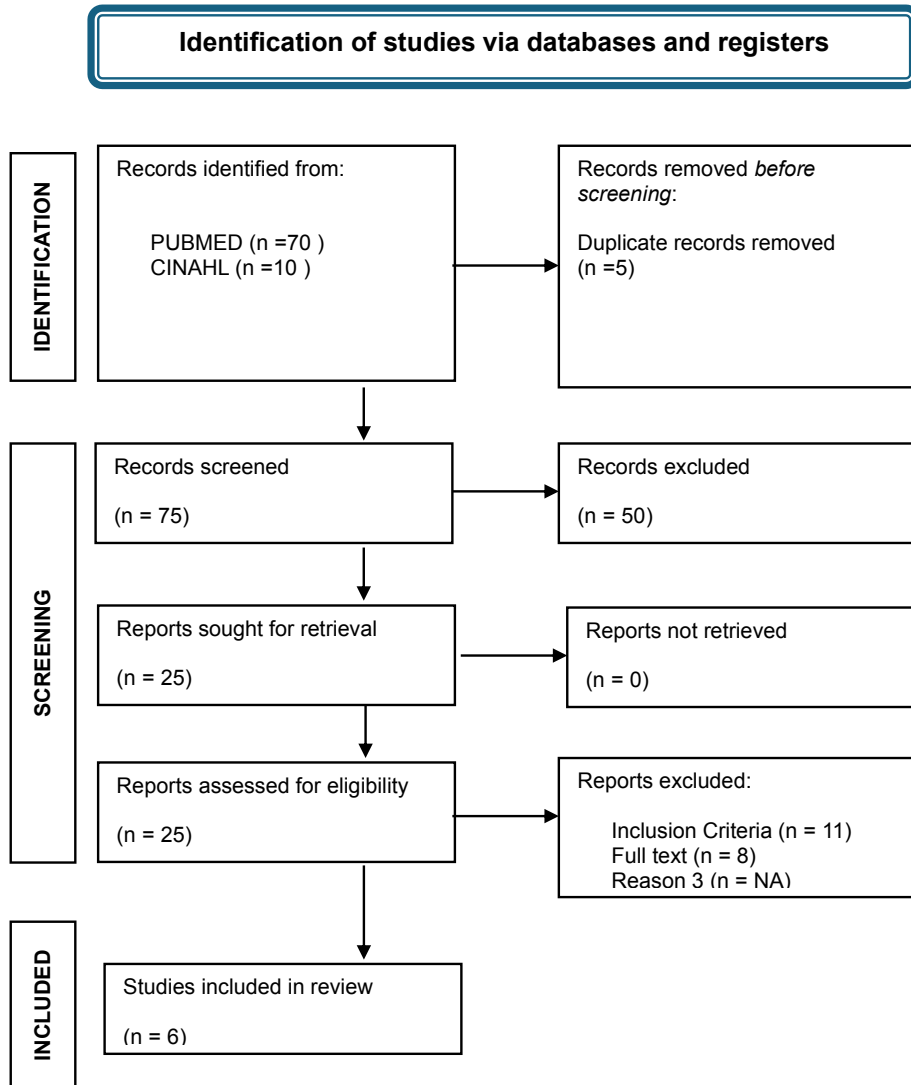 Identification of studies via databases and registers
IDENTIFICATION
Records identified from:
PUBMED (n =70 )
CINAHL (n =10 )
Records removed before
screening:
Duplicate records removed
(n =5)
SCREENING
Records screened
(n = 75)
Records excluded
(n = 50)
Reports sought for retrieval
(n = 25)
Reports not retrieved
(n = 0)
Reports assessed for eligibility
(n = 25)
Reports excluded:
Inclusion Criteria (n = 11)
Full text (n = 8)
Reason 3 (n = NA)
INCLUDED
Studies included in review
(n = 6)